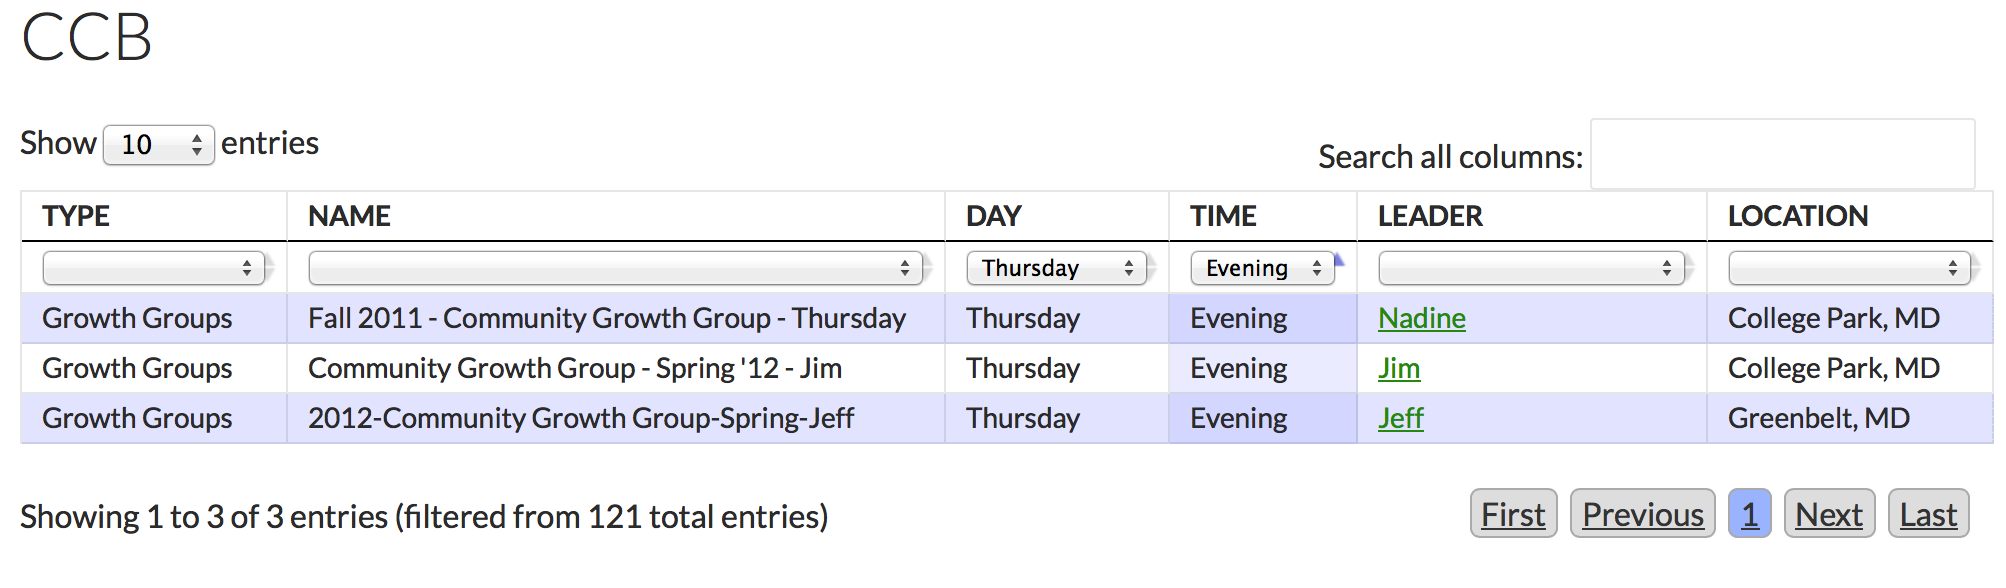 CCB
Show 10 entries
Search all columns:
TYPE NAME DAY TIME LEADER LOCATION
Thursday Evening
Growth Groups Fall 2011 - Community Growth Group - Thursday Thursday Evening Nadine College Park, MD
Growth Groups Community Growth Group - Spring '12 - Jim Thursday Evening Jim College Park, MD
Growth Groups 2012-Community Growth Group-Spring-Jeff Thursday Evening Jeff Greenbelt, MD
Showing 1 to 3 of 3 entries (filtered from 121 total entries)
First Previous 1 Next Last